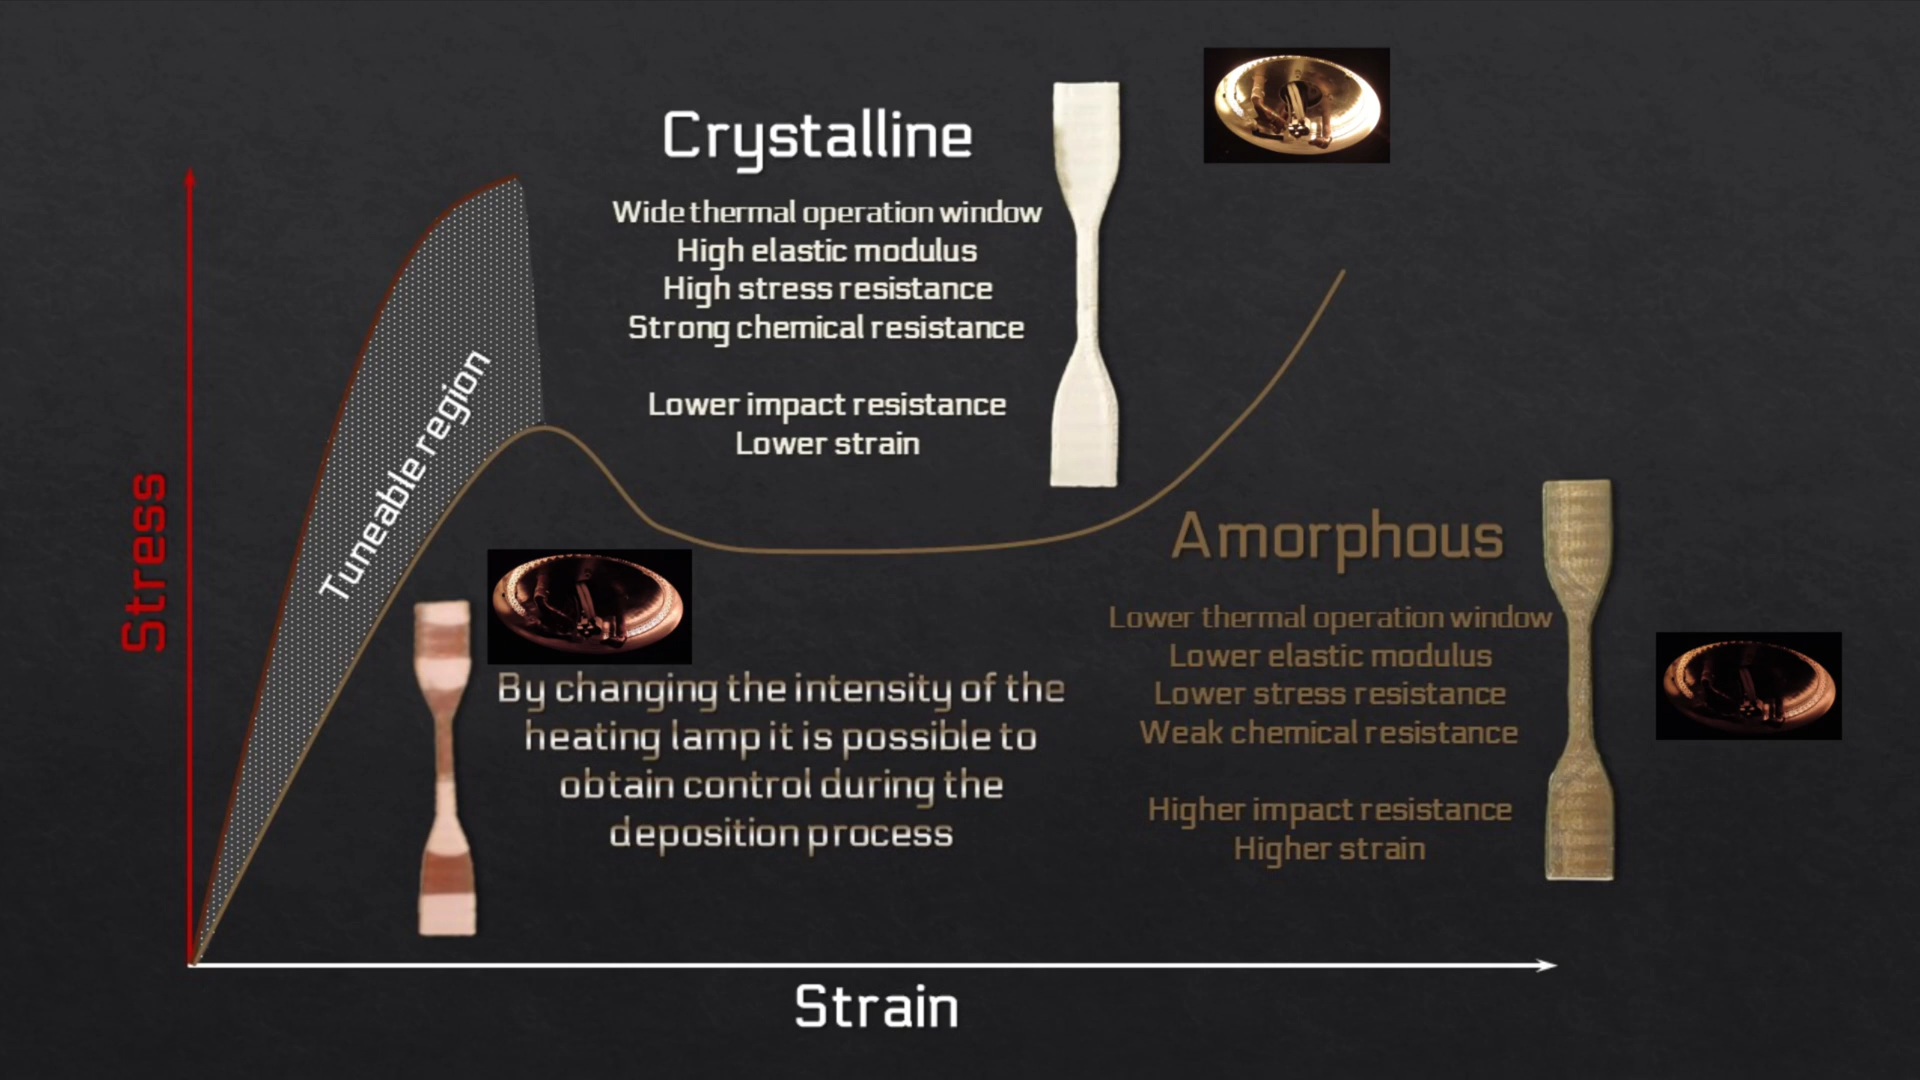 Crystalline
Wide thermal operation window
High elastic modulus
High stress resistance
Strong chemical resistance
Lower impact resistance
Lower strain
Stress
Tuneable region
By changing the intensity of the
heating lamp it is possible to
obtain control during the
deposition process
Amorphous
Lower thermal operation window
Lower elastic modulus
Lower stress resistance
Weak chemical resistance
Higher impact resistance
Higher strain
Strain